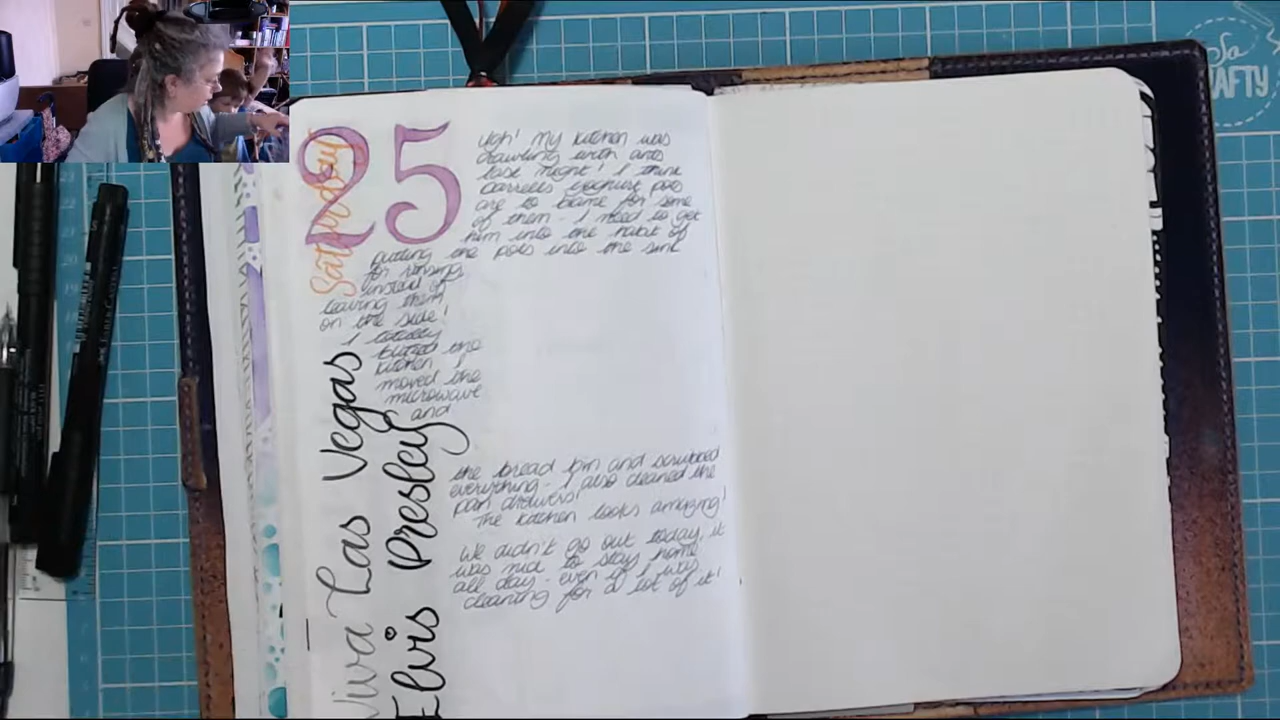 25
Saturday
Ugh! My kitchen was
crawling with ants
last night! I think
Darrells yoghurt pots
are to blame for some
of them - I need to get
him into the habit of
putting the pots into the sink
for rinsing
instead of
leaving them
on the side!
I totally
blitzed the
kitchen I
moved the
microwave
and
the bread bin and scrubbed
everything - I also cleaned the
pan drawers!
The kitchen looks amazing!
We didn't go out today, it
was nice to stay home
all day - even if I was
cleaning for a lot of it!
Viva Las Vegas
Elvis Presley
So